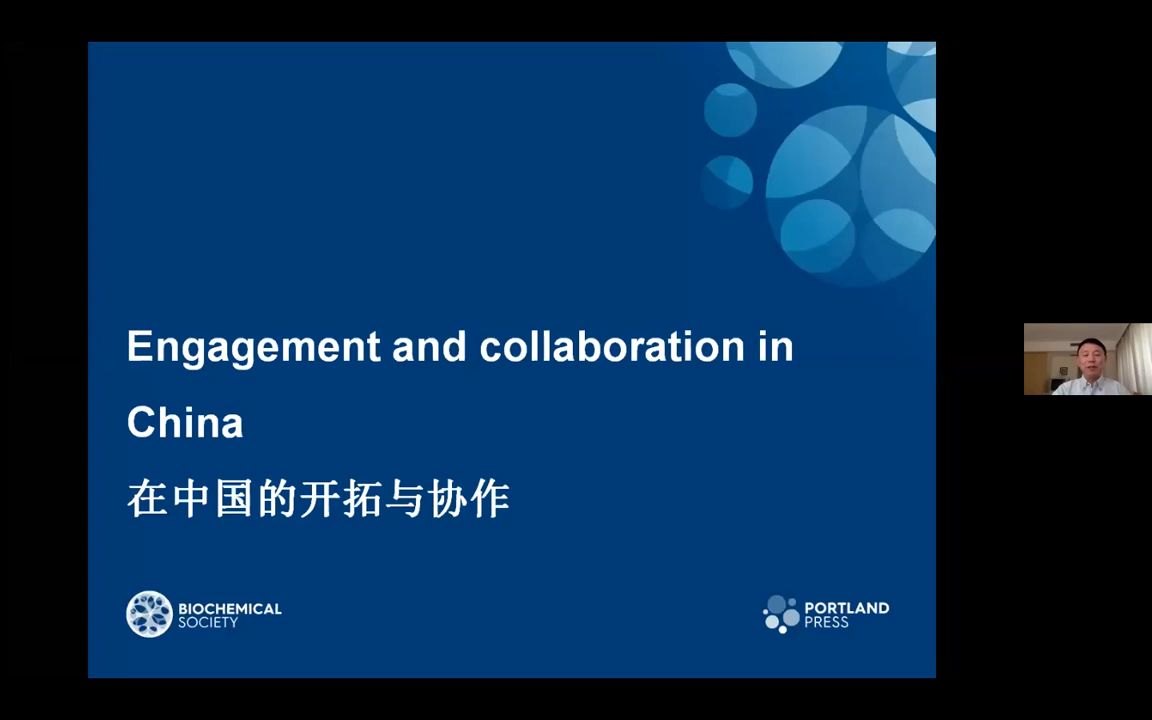 Engagement and collaboration in
China
在中国的开拓与协作
BIOCHEMICAL
SOCIETY
PORTLAND
PRESS